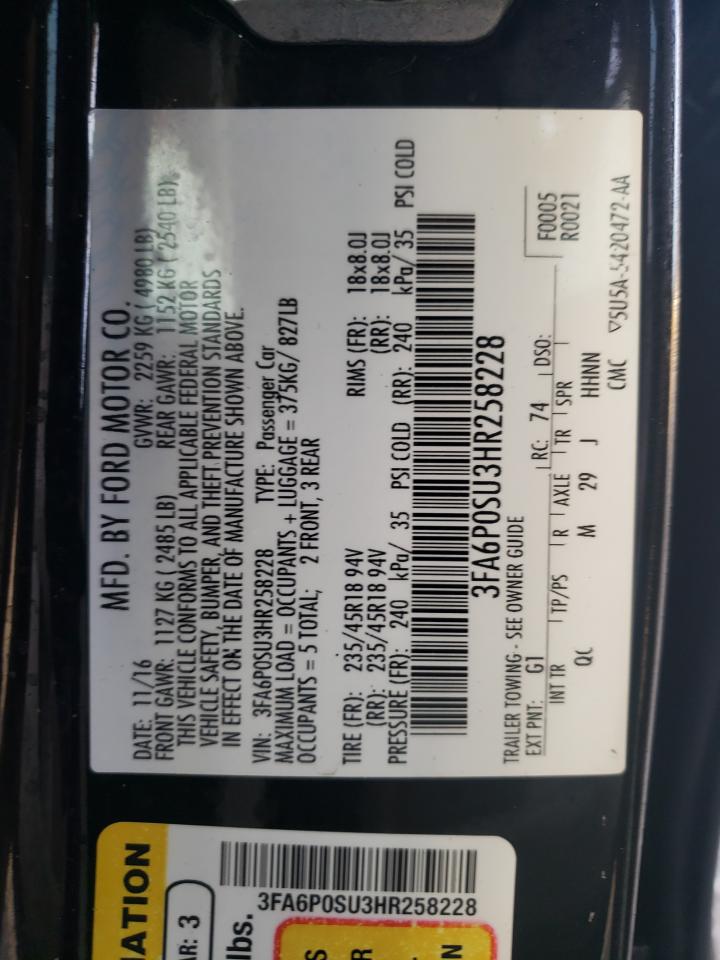 MFD. BY FORD MOTOR CO.
DATE: 11/16 GVWR: 2259 KG ( 4980 LB)
FRONT GAWR: 1127 KG ( 2485 LB) REAR GAWR: 1152 KG ( 2540 LB)
THIS VEHICLE CONFORMS TO ALL APPLICABLE FEDERAL MOTOR
VEHICLE SAFETY, BUMPER, AND THEFT PREVENTION STANDARDS
IN EFFECT ON THE DATE OF MANUFACTURE SHOWN ABOVE.
VIN: 3FA6P0SU3HR258228 TYPE: Passenger Car
MAXIMUM LOAD = OCCUPANTS + LUGGAGE = 375KG/ 827LB
OCCUPANTS = 5 TOTAL; 2 FRONT, 3 REAR
TIRE (FR): 235/45R18 94V RIMS (FR): 18x8.0J
(RR): 235/45R18 94V (RR): 18x8.0J
PRESSURE (FR): 240 kPa/ 35 PSI COLD (RR): 240 kPa/ 35 PSI COLD
3FA6P0SU3HR258228
TRAILER TOWING - SEE OWNER GUIDE
F0005
R0021
EXT PNT: G1 RC: 74 DSO:
INT TR TP/PS R AXLE TR SPR
QC M 29 J HHNN
CMC
▽5U5A-5420472-AA
MATION
AR: 3
lbs.
3FA6P0SU3HR258228
S
R
N